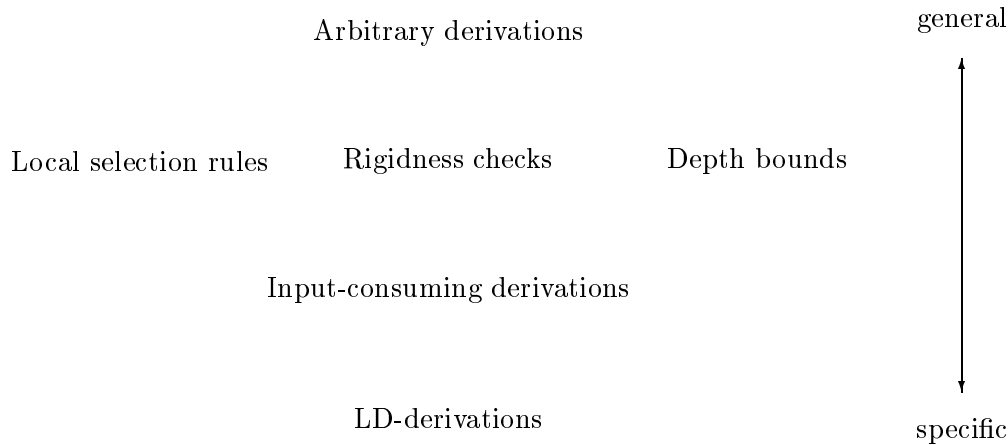 general
Arbitrary derivations
Local selection rules
Rigidness checks
Depth bounds
Input-consuming derivations
LD-derivations
specific